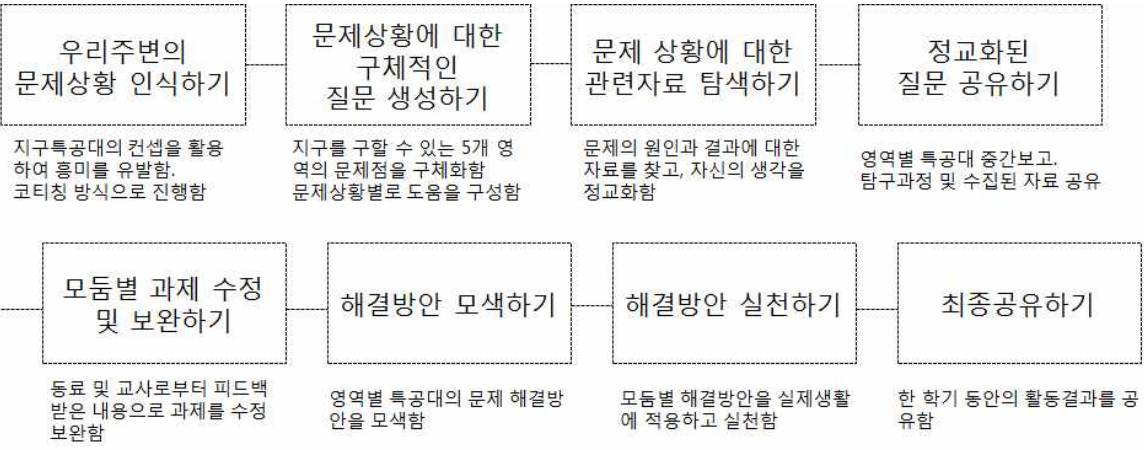 우리주변의
문제상황 인식하기
지구특공대의 컨셉을 활용
하여 흥미를 유발함.
코티칭 방식으로 진행함
문제상황에 대한
구체적인
질문 생성하기
지구를 구할 수 있는 5개 영
역의 문제점을 구체화함
문제상황별로 도움을 구성함
문제 상황에 대한
관련자료 탐색하기
문제의 원인과 결과에 대한
자료를 찾고, 자신의 생각을
정교화함
정교화된
질문 공유하기
영역별 특공대 중간보고.
탐구과정 및 수집된 자료 공유
모둠별 과제 수정
및 보완하기
동료 및 교사로부터 피드백
받은 내용으로 과제를 수정
보완함
해결방안 모색하기
영역별 특공대의 문제 해결방
안을 모색함
해결방안 실천하기
모둠별 해결방안을 실제생활
에 적용하고 실천함
최종공유하기
한 학기 동안의 활동결과를 공
유함